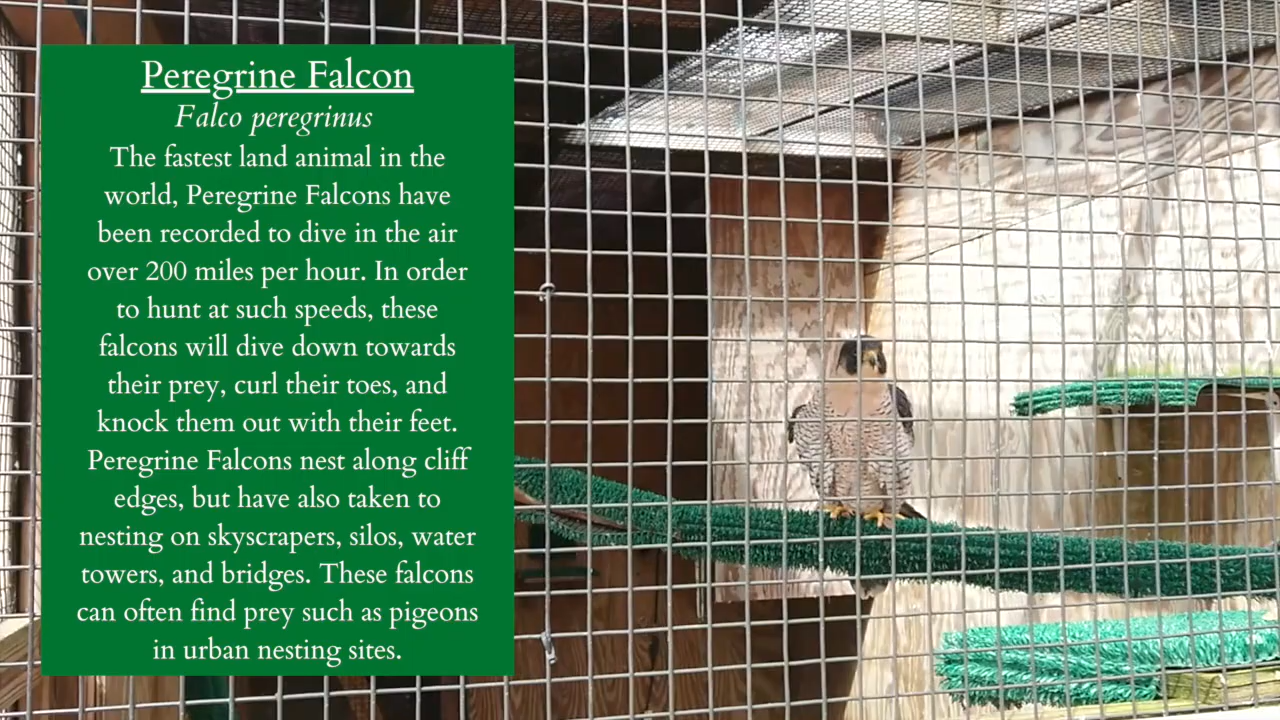 Peregrine Falcon
Falco peregrinus
The fastest land animal in the
world, Peregrine Falcons have
been recorded to dive in the air
over 200 miles per hour. In order
to hunt at such speeds, these
falcons will dive down towards
their prey, curl their toes, and
knock them out with their feet.
Peregrine Falcons nest along cliff
edges, but have also taken to
nesting on skyscrapers, silos, water
towers, and bridges. These falcons
can often find prey such as pigeons
in urban nesting sites.